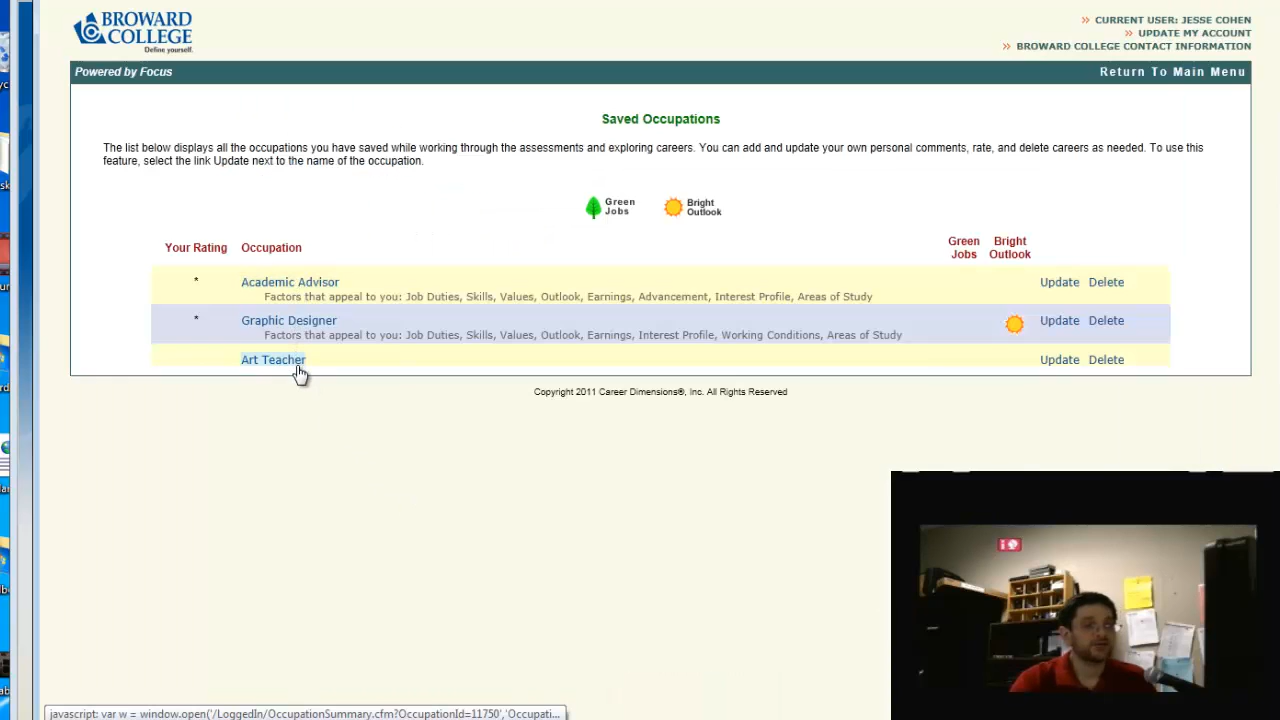 BROWARD
COLLEGE
Define yourself.
CURRENT USER: JESSE COHEN
UPDATE MY ACCOUNT
BROWARD COLLEGE CONTACT INFORMATION
Powered by Focus
Return To Main Menu
Saved Occupations
The list below displays all the occupations you have saved while working through the assessments and exploring careers. You can add and update your own personal comments, rate, and delete careers as needed. To use this
feature, select the link Update next to the name of the occupation.
Green
Jobs
Bright
Outlook
Your Rating Occupation Green Bright
Jobs Outlook
* Academic Advisor Update Delete
Factors that appeal to you: Job Duties, Skills, Values, Outlook, Earnings, Advancement, Interest Profile, Areas of Study
* Graphic Designer Update Delete
Factors that appeal to you: Job Duties, Skills, Values, Outlook, Earnings, Interest Profile, Working Conditions, Areas of Study
Art Teacher Update Delete
Copyright 2011 Career Dimensions®, Inc. All Rights Reserved
javascript: var w = window.open('/LoggedIn/OccupationSummary.cfm?OccupationId=11750','Occupati...